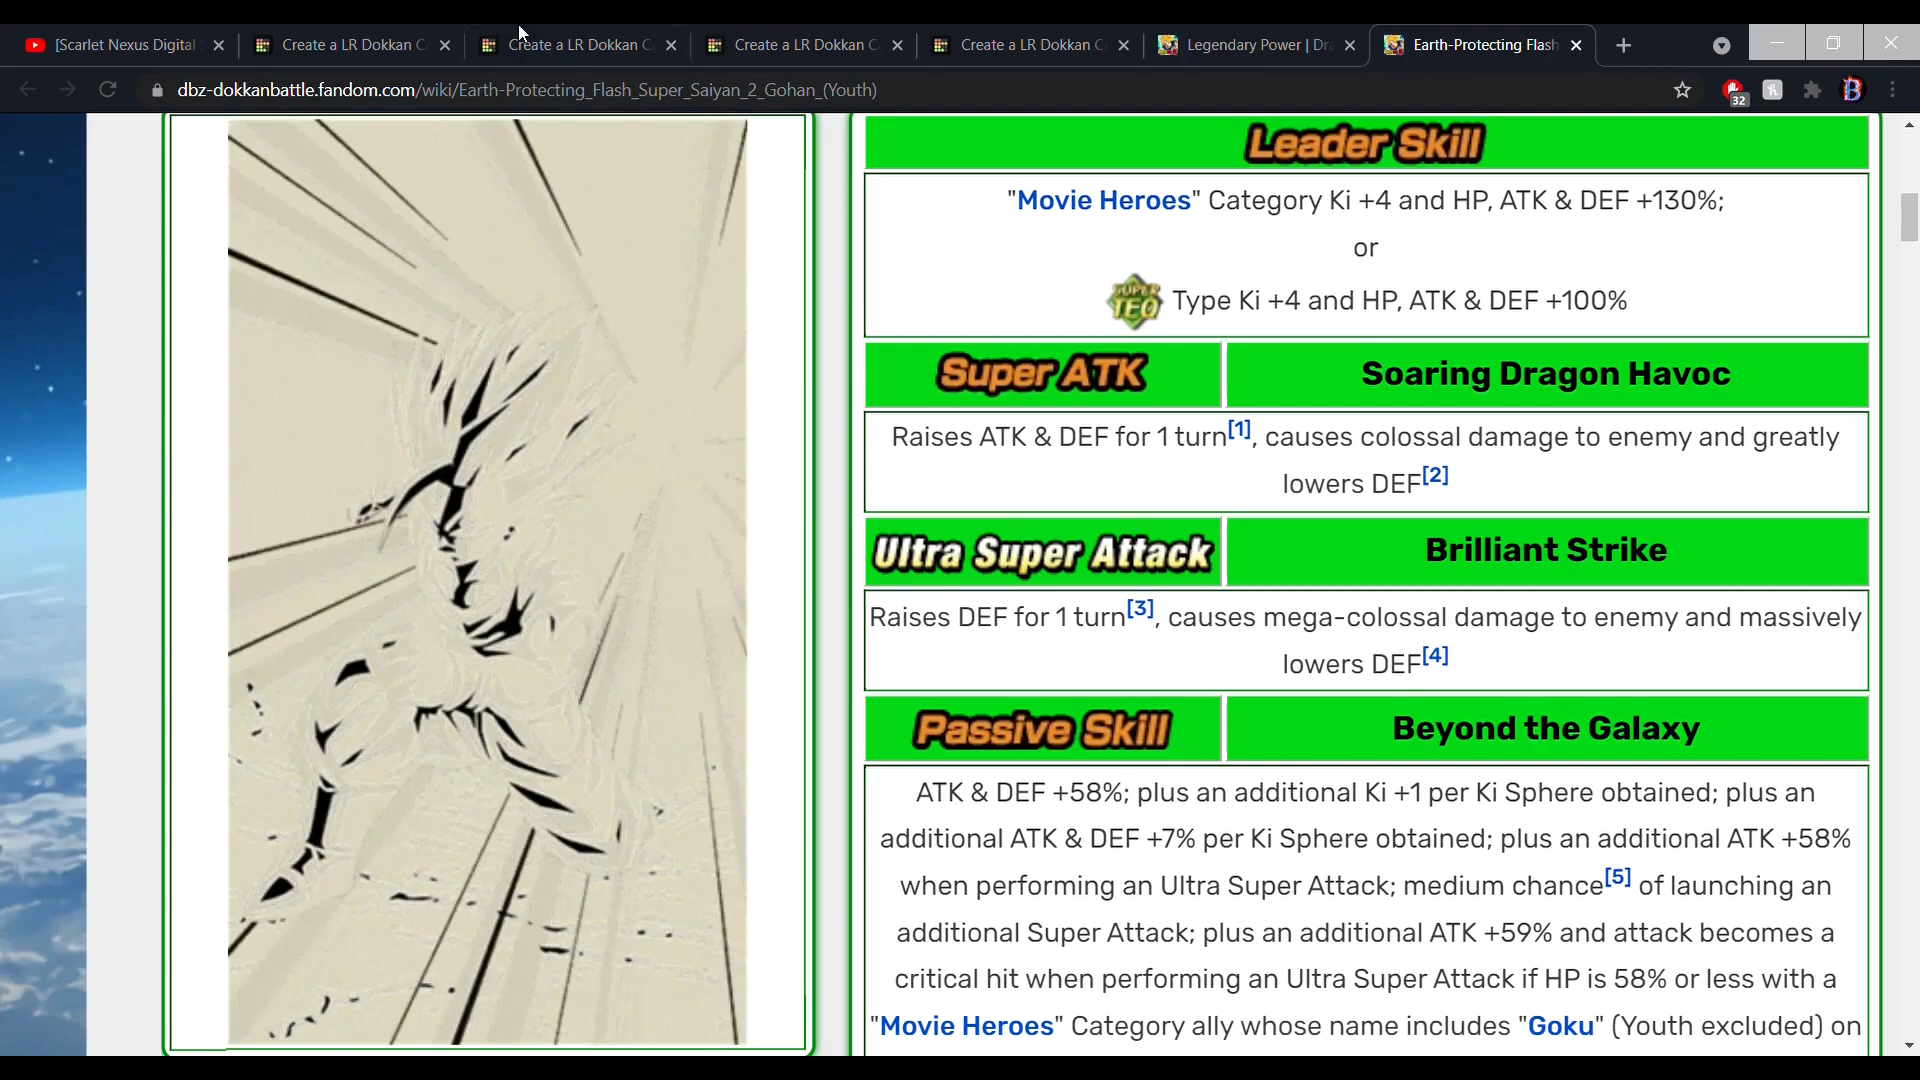 [Scarlet Nexus Digital
Create a LR Dokkan C
Create a LR Dokkan C
Create a LR Dokkan C
Create a LR Dokkan C
Legendary Power | Dra
Earth-Protecting Flash
dbz-dokkanbattle.fandom.com/wiki/Earth-Protecting_Flash_Super_Saiyan_2_Gohan_(Youth)
32
Leader Skill
"Movie Heroes" Category Ki +4 and HP, ATK & DEF +130%;
or
SUPER TEQ Type Ki +4 and HP, ATK & DEF +100%
Super ATK
Soaring Dragon Havoc
Raises ATK & DEF for 1 turn[1], causes colossal damage to enemy and greatly
lowers DEF[2]
Ultra Super Attack
Brilliant Strike
Raises DEF for 1 turn[3], causes mega-colossal damage to enemy and massively
lowers DEF[4]
Passive Skill
Beyond the Galaxy
ATK & DEF +58%; plus an additional Ki +1 per Ki Sphere obtained; plus an
additional ATK & DEF +7% per Ki Sphere obtained; plus an additional ATK +58%
when performing an Ultra Super Attack; medium chance[5] of launching an
additional Super Attack; plus an additional ATK +59% and attack becomes a
critical hit when performing an Ultra Super Attack if HP is 58% or less with a
"Movie Heroes" Category ally whose name includes "Goku" (Youth excluded) on